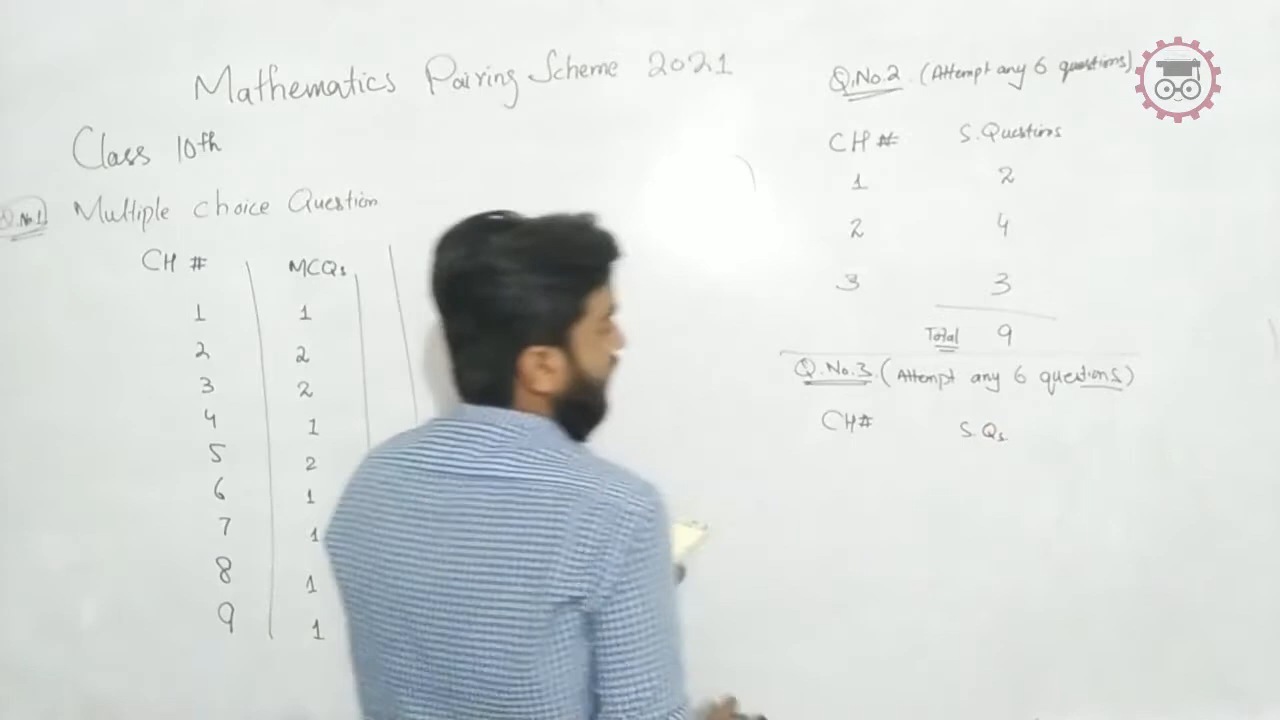 Mathematics Pairing Scheme 2021
Class 10th
Q.No.1 Multiple choice Question
CH # MCQs
1 1
2 2
3 2
4 1
5 2
6 1
7 1
8 1
9 1
Q.No.2. (Attempt any 6 questions)
CH # S.Questions
1 2
2 4
3 3
Total 9
Q.No.3. (Attempt any 6 questions)
CH# S.Qs